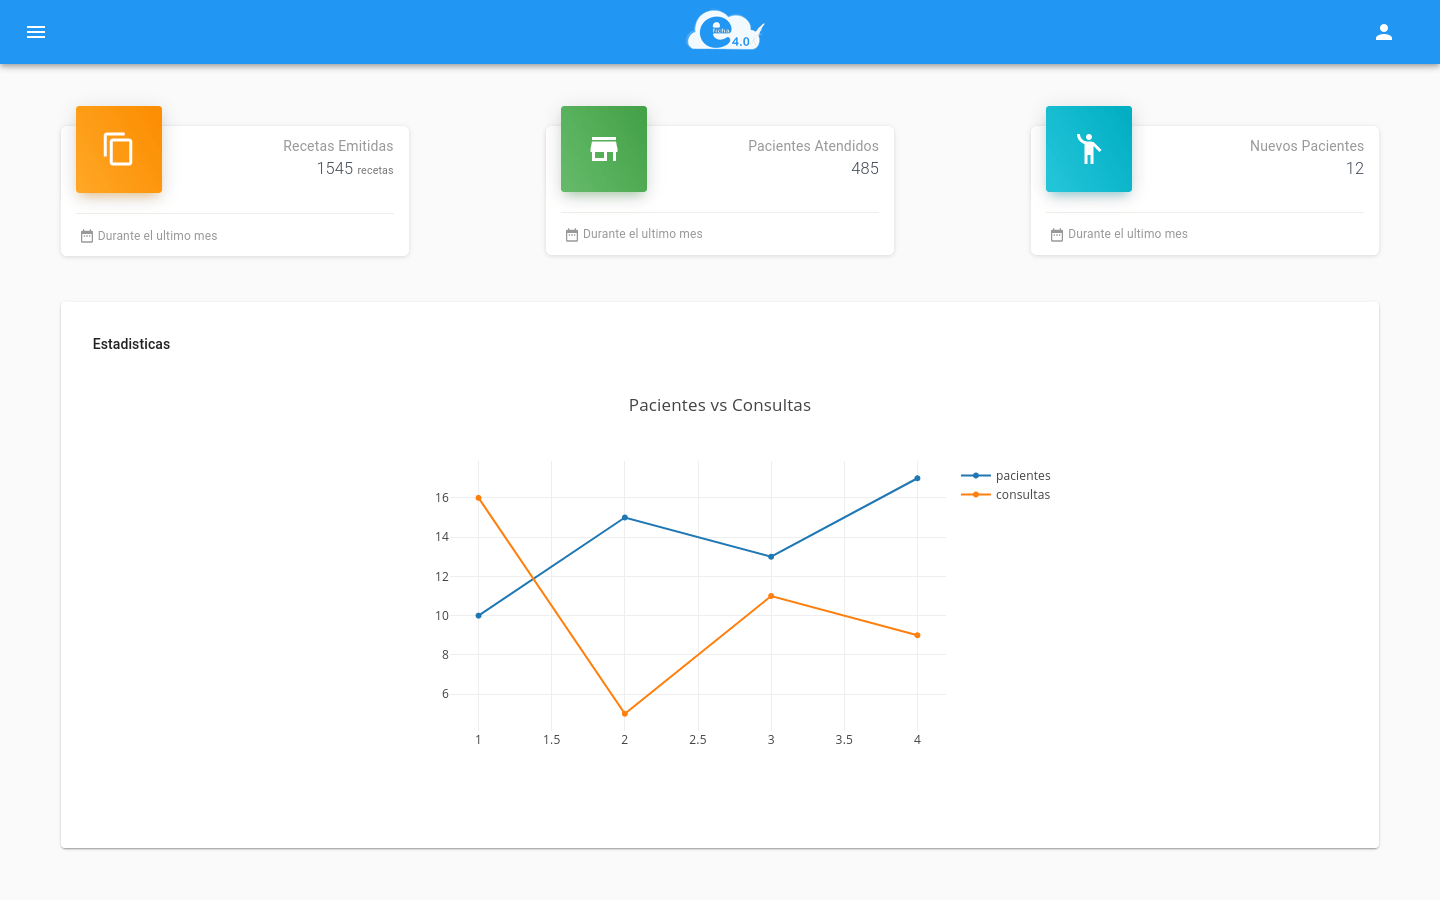 e
ficha
4.0
Recetas Emitidas
1545 recetas
Durante el ultimo mes
Pacientes Atendidos
485
Durante el ultimo mes
Nuevos Pacientes
12
Durante el ultimo mes
Estadisticas
Pacientes vs Consultas
16
14
12
10
8
6
1 1.5 2 2.5 3 3.5 4
pacientes
consultas